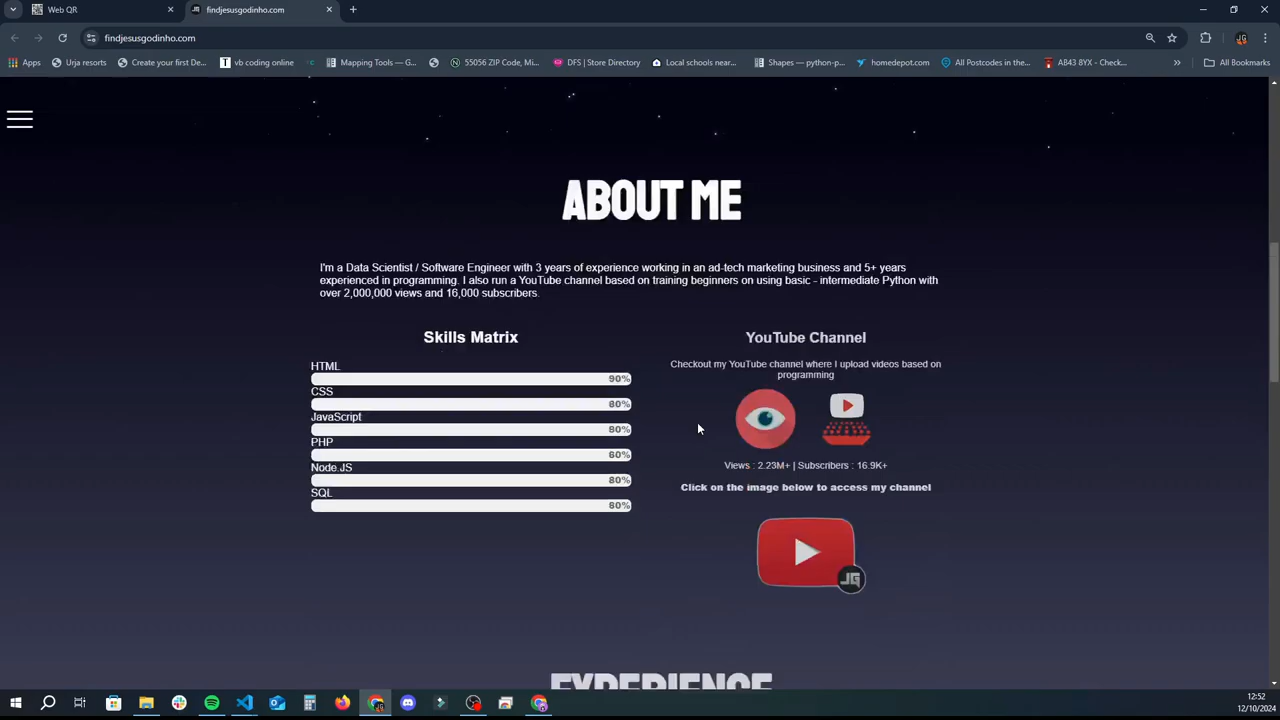 Web QR
findjesusgodinho.com
findjesusgodinho.com
Apps
Urja resorts
Create your first De...
vb coding online
Mapping Tools — G...
55056 ZIP Code, Mi...
DFS | Store Directory
Local schools near...
Shapes — python-p...
homedepot.com
All Postcodes in the...
AB43 8YX - Check...
All Bookmarks
ABOUT ME
I'm a Data Scientist / Software Engineer with 3 years of experience working in an ad-tech marketing business and 5+ years
experienced in programming. I also run a YouTube channel based on training beginners on using basic - intermediate Python with
over 2,000,000 views and 16,000 subscribers.
Skills Matrix
HTML
90%
CSS
60%
JavaScript
80%
PHP
60%
Node.JS
80%
SQL
80%
YouTube Channel
Checkout my YouTube channel where I upload videos based on
programming
Views : 2.23M+ | Subscribers : 16.9K+
Click on the image below to access my channel
JG
EXPERIENCE
12:52
12/10/2024